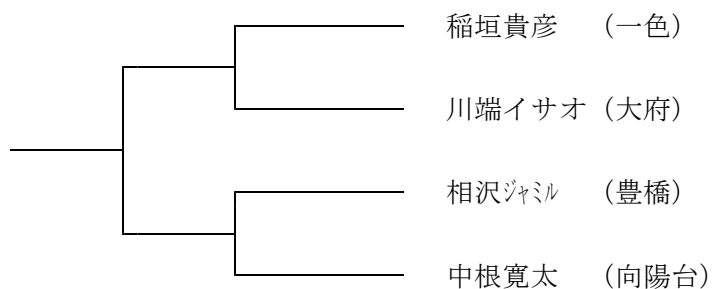 稲垣貴彦　（一色）
川端イサオ（大府）
相沢ｼﾞｬﾐﾙ　（豊橋）
中根寛太　（向陽台）